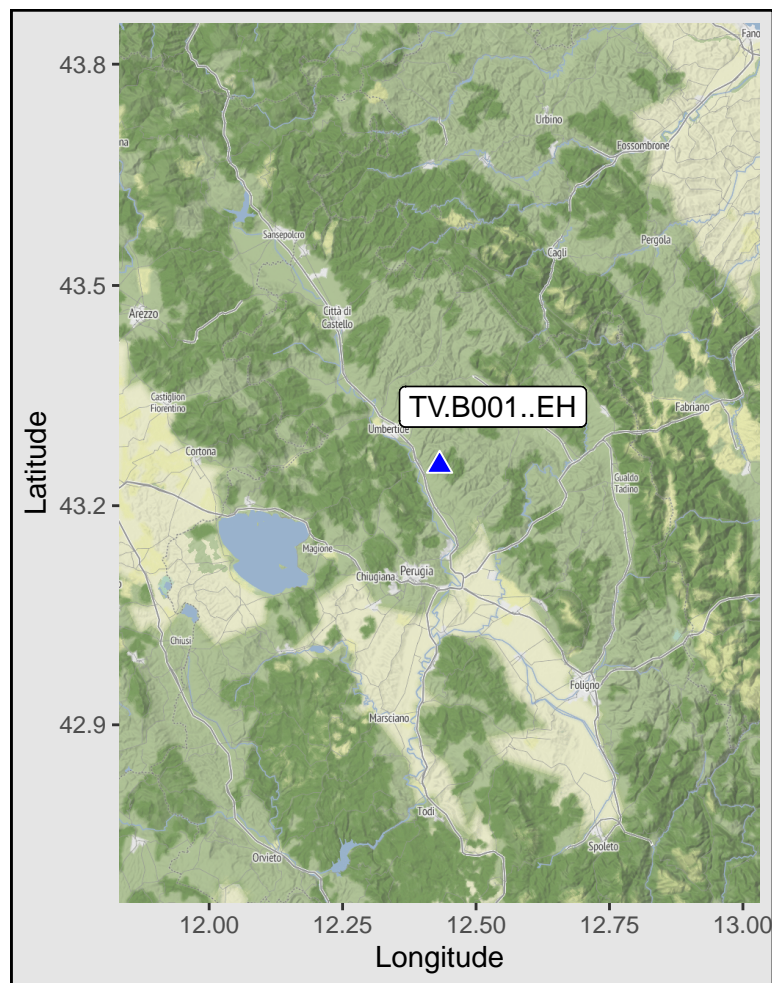 Fano
43.8
Urbino
na
Fossombrone
Sansepolcro
Pergola
Cagli
43.5
Arezzo
Città di
Castello
Castiglion
Fiorentino
TV.B001..EH
Fabriano
Umbertide
Cortona
Latitude
Gualdo
Tadino
43.2
Magione
Chiugiana
Perugia
Chiusi
Foligno
Marsciano
42.9
Todi
Orvieto
Spoleto
12.00
12.25
12.50
12.75
13.00
Longitude